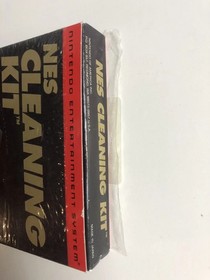 NES
CLEANING
KIT™
NINTENDO ENTERTAINMENT SYSTEM®
NES CLEANING KIT